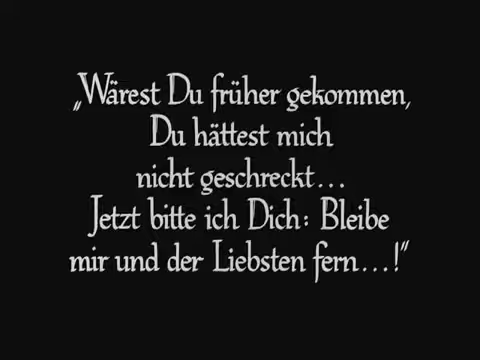 „Wärest Du früher gekommen,
Du hättest mich
nicht geschreckt...
Jetzt bitte ich Dich: Bleibe
mir und der Liebsten fern...!“